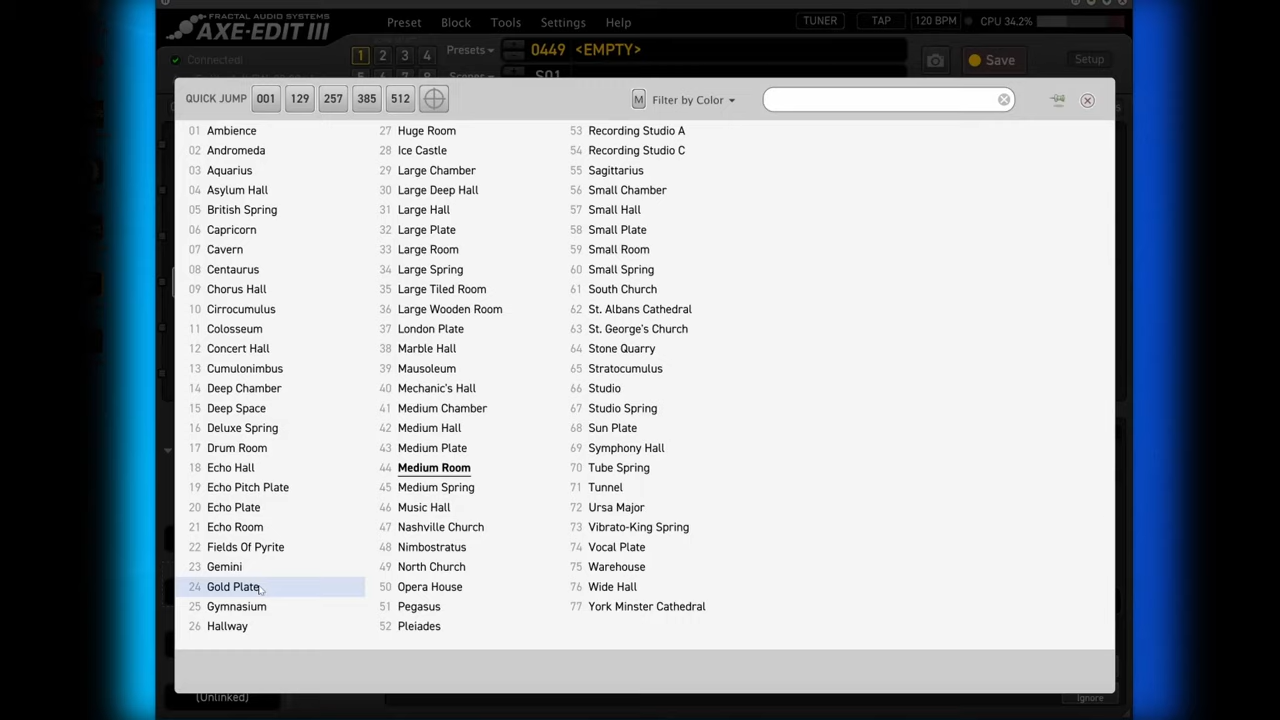 FRACTAL AUDIO SYSTEMS
AXE-EDIT III
Preset Block Tools Settings Help
TUNER TAP 120 BPM CPU 34.2%
Connected!
1 2 3 4
Presets
0449 <EMPTY>
Save
Setup
Scenes
S01
QUICK JUMP 001 129 257 385 512
M Filter by Color
01 Ambience
02 Andromeda
03 Aquarius
04 Asylum Hall
05 British Spring
06 Capricorn
07 Cavern
08 Centaurus
09 Chorus Hall
10 Cirrocumulus
11 Colosseum
12 Concert Hall
13 Cumulonimbus
14 Deep Chamber
15 Deep Space
16 Deluxe Spring
17 Drum Room
18 Echo Hall
19 Echo Pitch Plate
20 Echo Plate
21 Echo Room
22 Fields Of Pyrite
23 Gemini
24 Gold Plate
25 Gymnasium
26 Hallway
27 Huge Room
28 Ice Castle
29 Large Chamber
30 Large Deep Hall
31 Large Hall
32 Large Plate
33 Large Room
34 Large Spring
35 Large Tiled Room
36 Large Wooden Room
37 London Plate
38 Marble Hall
39 Mausoleum
40 Mechanic's Hall
41 Medium Chamber
42 Medium Hall
43 Medium Plate
44 Medium Room
45 Medium Spring
46 Music Hall
47 Nashville Church
48 Nimbostratus
49 North Church
50 Opera House
51 Pegasus
52 Pleiades
53 Recording Studio A
54 Recording Studio C
55 Sagittarius
56 Small Chamber
57 Small Hall
58 Small Plate
59 Small Room
60 Small Spring
61 South Church
62 St. Albans Cathedral
63 St. George's Church
64 Stone Quarry
65 Stratocumulus
66 Studio
67 Studio Spring
68 Sun Plate
69 Symphony Hall
70 Tube Spring
71 Tunnel
72 Ursa Major
73 Vibrato-King Spring
74 Vocal Plate
75 Warehouse
76 Wide Hall
77 York Minster Cathedral
(Unlinked)
Ignore